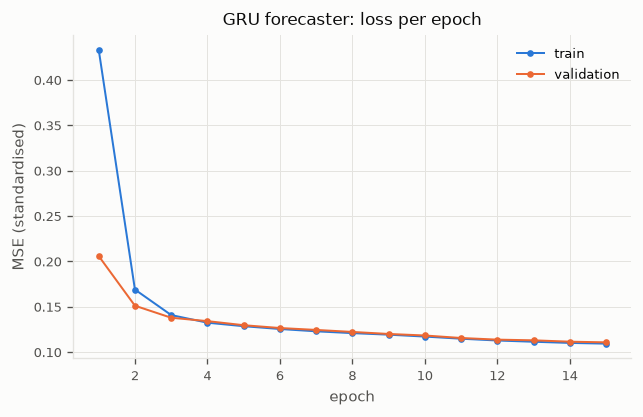 GRU forecaster: loss per epoch
train
validation
MSE (standardised)
0.40
0.35
0.30
0.25
0.20
0.15
0.10
2 4 6 8 10 12 14
epoch